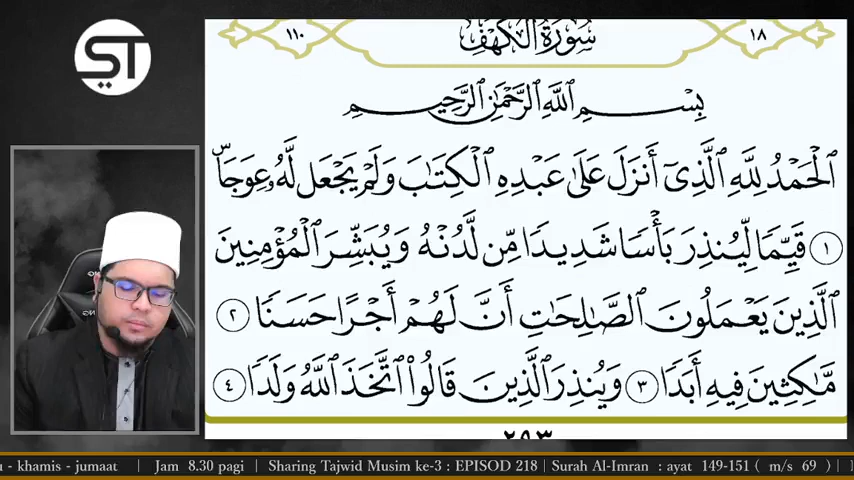 ST
١١٠ سُورَةُ الْكَهْفِ ١٨
بِسْمِ ٱللَّهِ ٱلرَّحْمَٰنِ ٱلرَّحِيمِ
ٱلْحَمْدُ لِلَّهِ ٱلَّذِىٓ أَنزَلَ عَلَىٰ عَبْدِهِ ٱلْكِتَٰبَ وَلَمْ يَجْعَل لَّهُۥ عِوَجَاۜ
١ قَيِّمًا لِّيُنذِرَ بَأْسًا شَدِيدًا مِّن لَّدُنْهُ وَيُبَشِّرَ ٱلْمُؤْمِنِينَ
ٱلَّذِينَ يَعْمَلُونَ ٱلصَّٰلِحَٰتِ أَنَّ لَهُمْ أَجْرًا حَسَنًا ٢
مَّٰكِثِينَ فِيهِ أَبَدًا ٣ وَيُنذِرَ ٱلَّذِينَ قَالُوا۟ ٱتَّخَذَ ٱللَّهُ وَلَدًا ٤
٢٩٣
- khamis - jumaat | Jam 8.30 pagi | Sharing Tajwid Musim ke-3 : EPISOD 218 | Surah Al-Imran : ayat 149-151 ( m/s 69 ) |